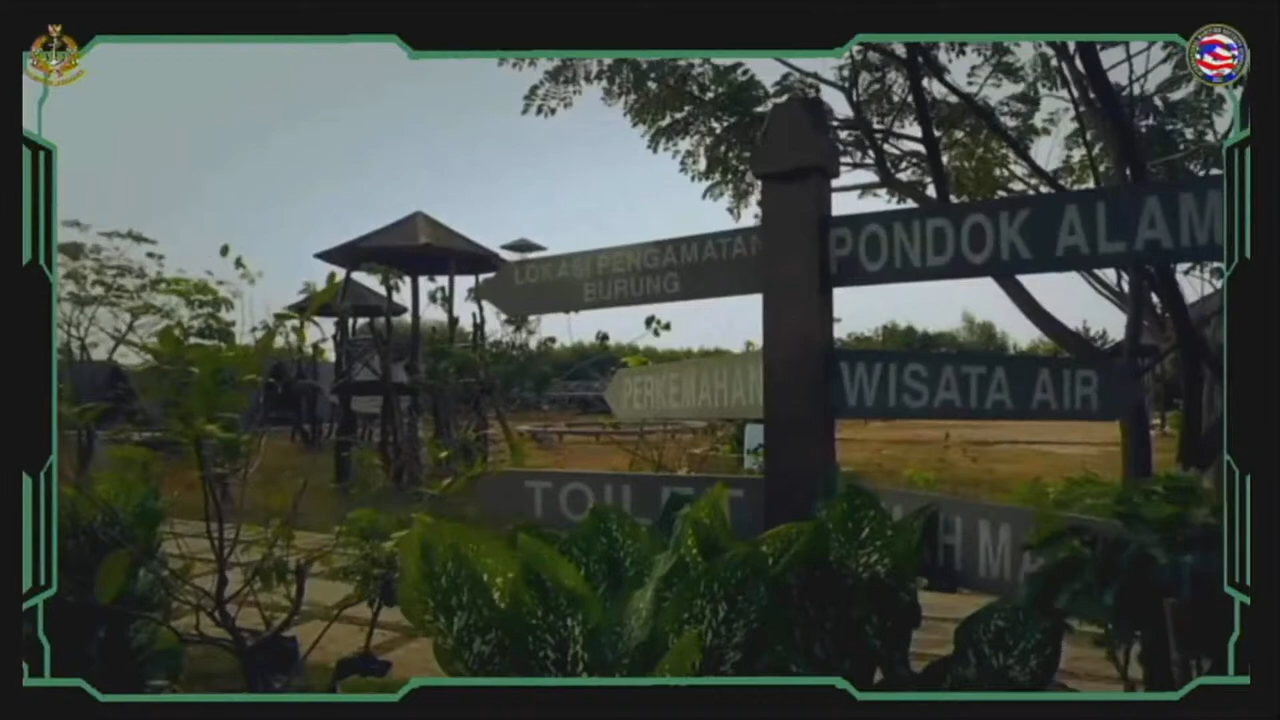 LOKASI PENGAMATAN
BURUNG
PONDOK ALAM
PERKEMAHAN
WISATA AIR
TOILET